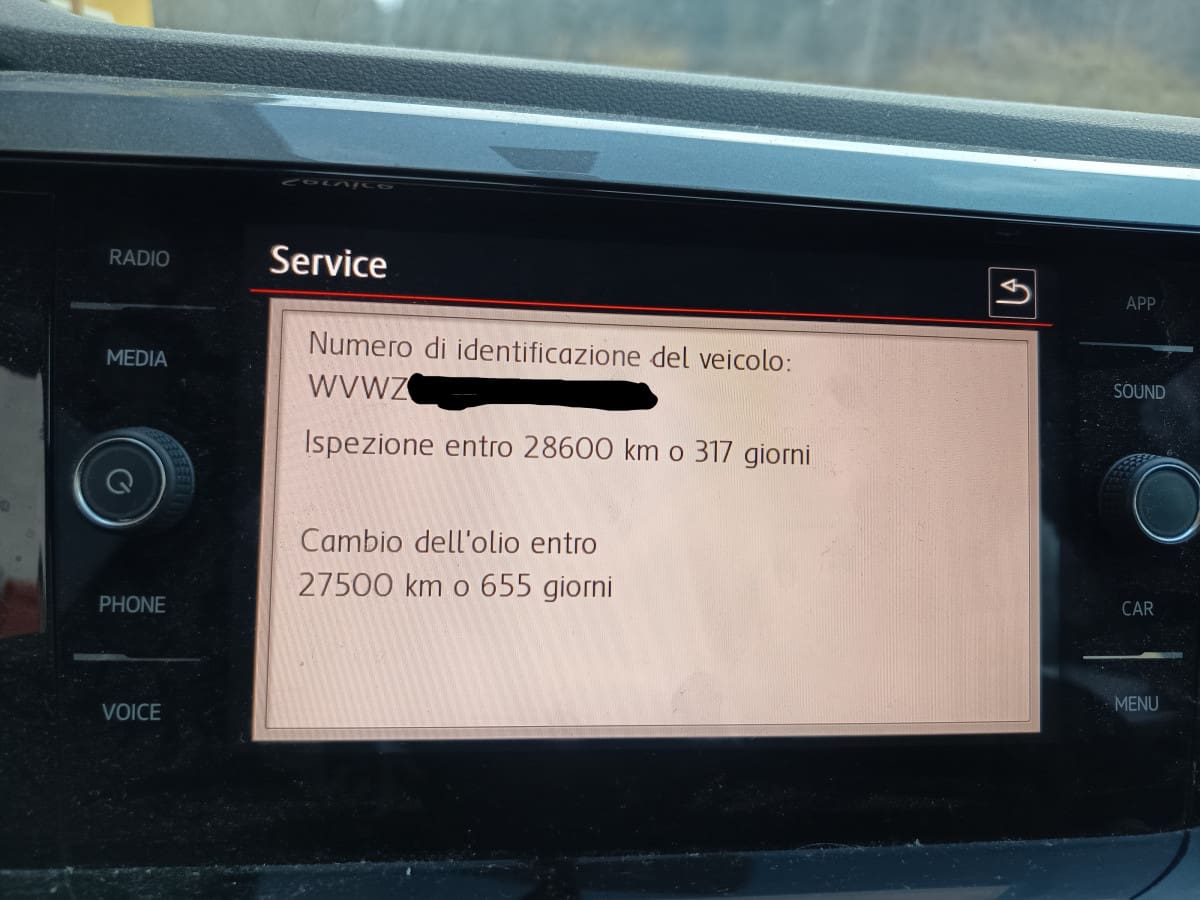 Service
RADIO
MEDIA
PHONE
VOICE
Service
Numero di identificazione del veicolo:
WVWZ
Ispezione entro 28600 km o 317 giorni
Cambio dell'olio entro
27500 km o 655 giorni
APP
SOUND
CAR
MENU